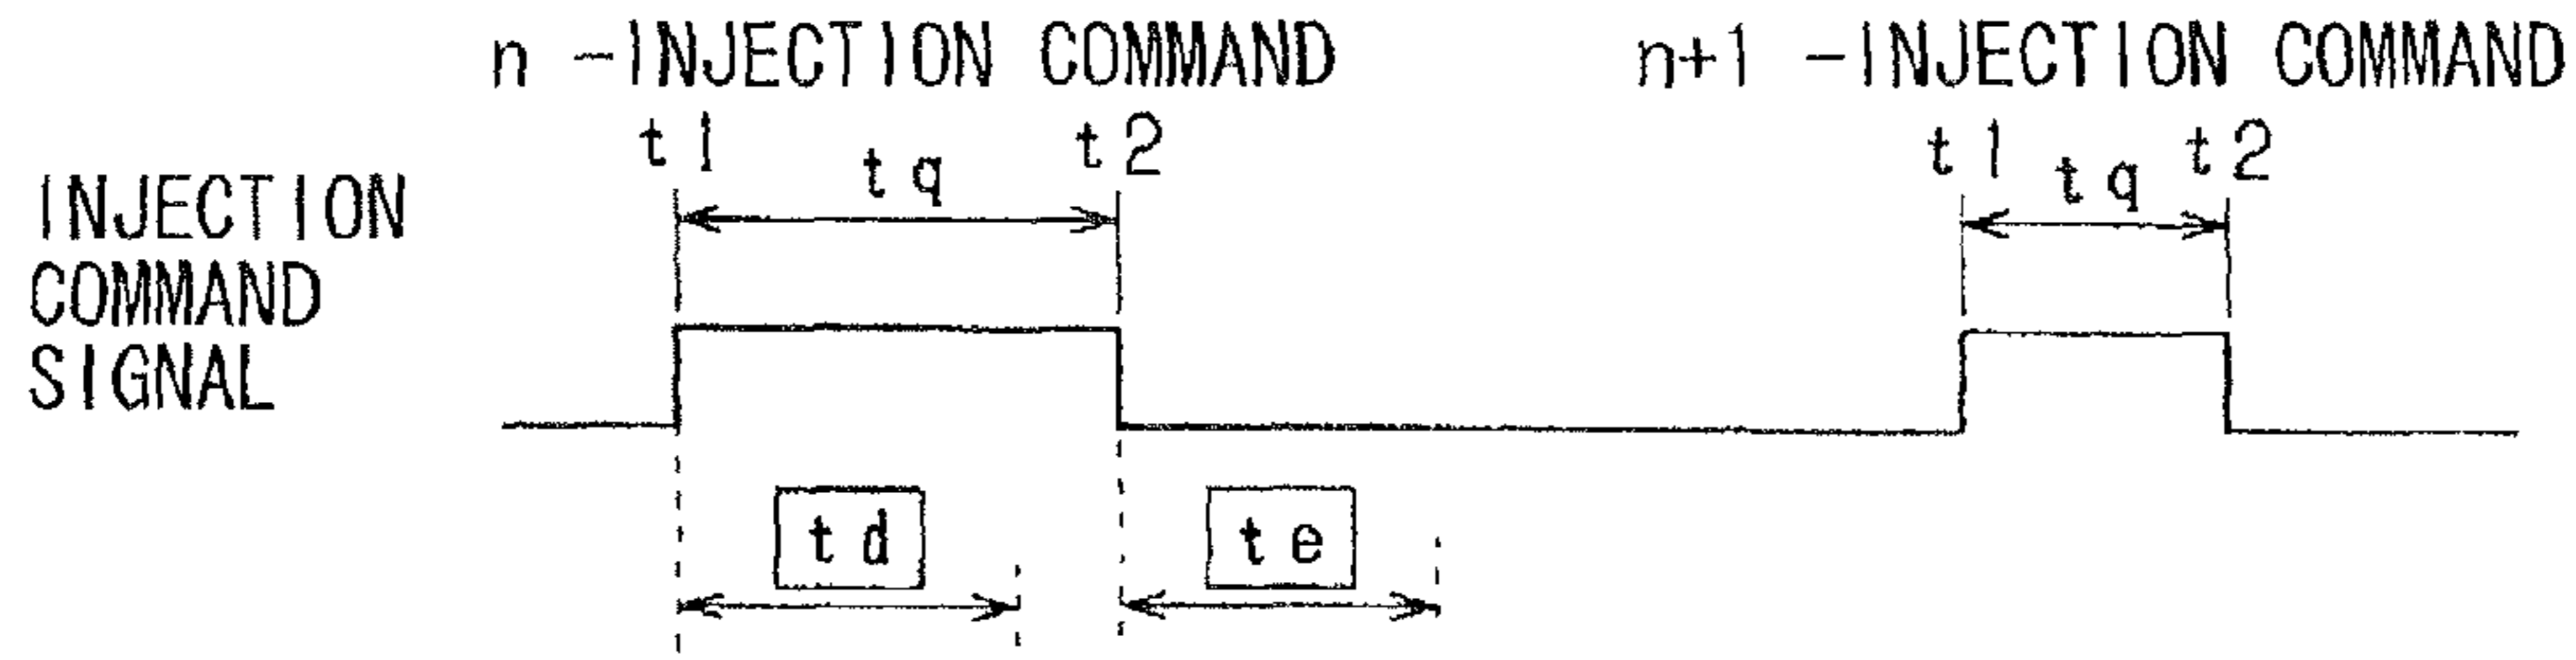 n -INJECTION COMMAND
n+1 -INJECTION COMMAND
t1
tq
t2
t1
tq
t2
INJECTION
COMMAND
SIGNAL
td
te